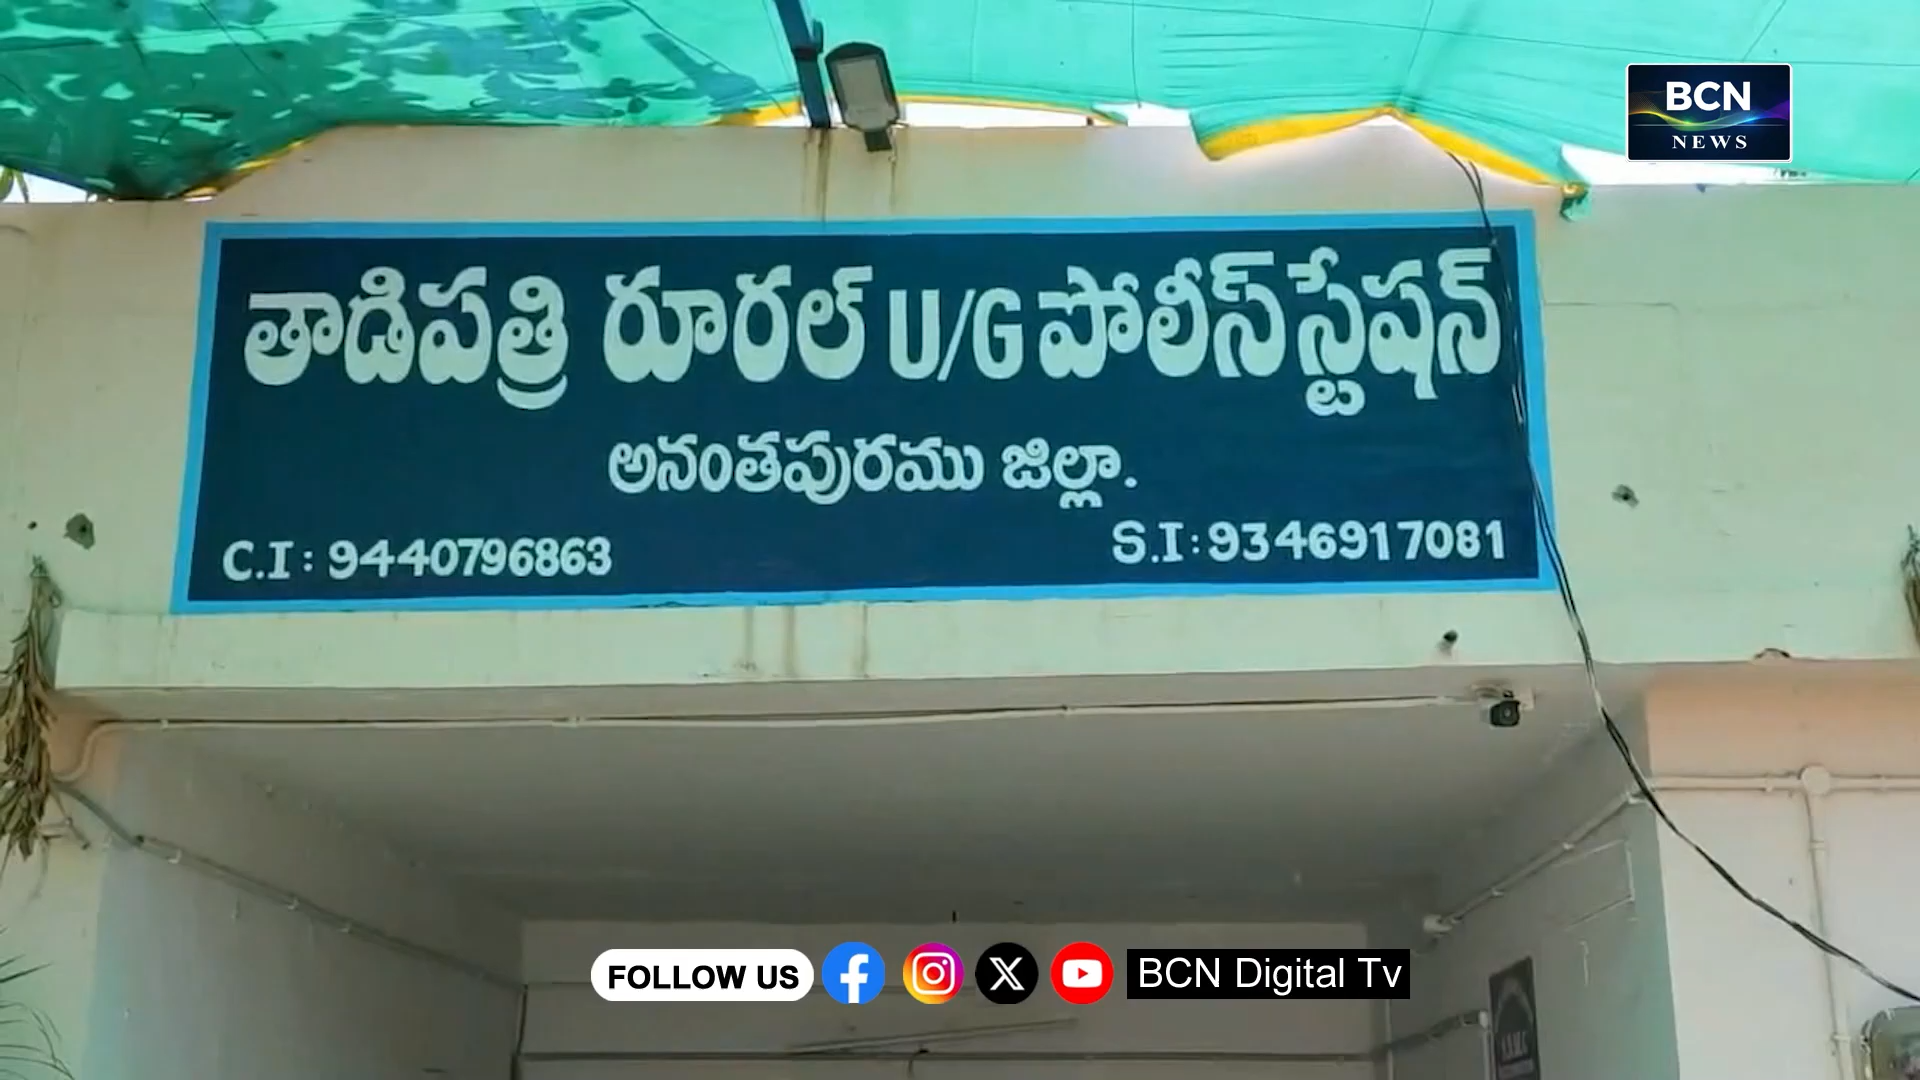 BCN
NEWS
తాడిపత్రి రూరల్ U/G పోలీస్ స్టేషన్
అనంతపురము జిల్లా.
C.I: 9440796863
S.I: 9346917081
FOLLOW US
BCN Digital Tv